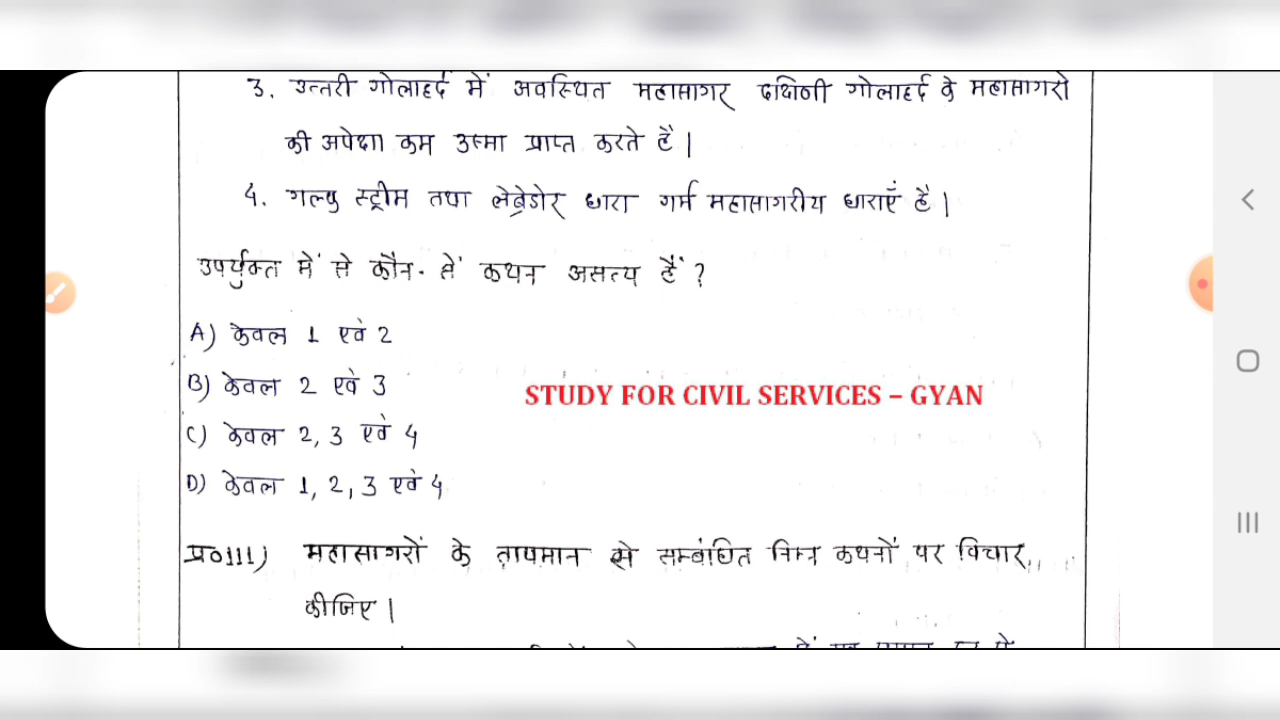 3. उत्तरी गोलार्द्ध में अवस्थित महासागर दक्षिणी गोलार्द्ध के महासागरो
की अपेक्षा कम उष्मा प्राप्त करते हैं |
4. गल्फ स्ट्रीम तथा लेब्रेडोर धारा गर्म महासागरीय धाराएँ है |
उपर्युक्त में से कौन-से कथन असत्य हैं ?
A) केवल 1 एवं 2
B) केवल 2 एवं 3
STUDY FOR CIVIL SERVICES – GYAN
C) केवल 2, 3 एवं 4
D) केवल 1, 2, 3 एवं 4
प्र०111) महासागरों के तापमान से सम्बंधित निम्न कथनों पर विचार
कीजिए |